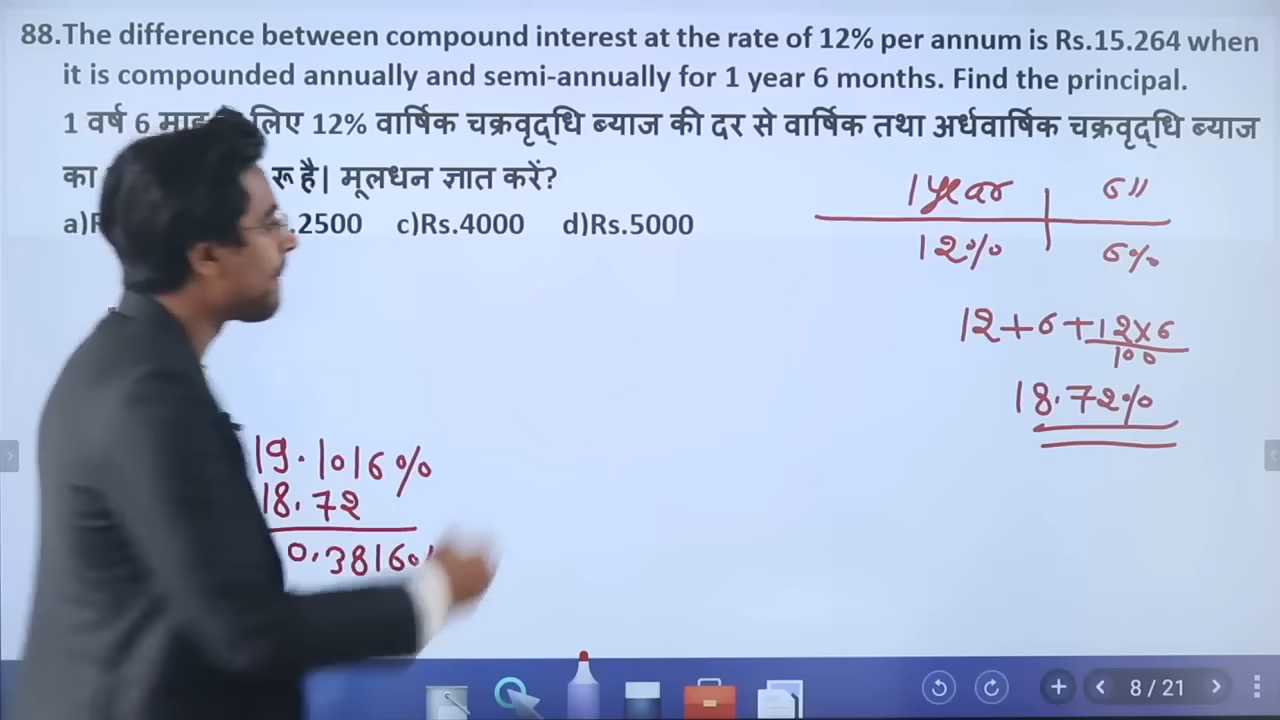 88.The difference between compound interest at the rate of 12% per annum is Rs.15.264 when
it is compounded annually and semi-annually for 1 year 6 months. Find the principal.
1 वर्ष 6 लिए 12% वार्षिक चक्रवृद्धि ब्याज की दर से वार्षिक तथा अर्धवार्षिक चक्रवृद्धि ब्याज
का रू है| मूलधन ज्ञात करें?
a)R .2500 c)Rs.4000 d)Rs.5000
1 year 6
12% 6%
12+6+12×6
100
18.72%
19.1016%
18.72
0.3816%
8 / 21